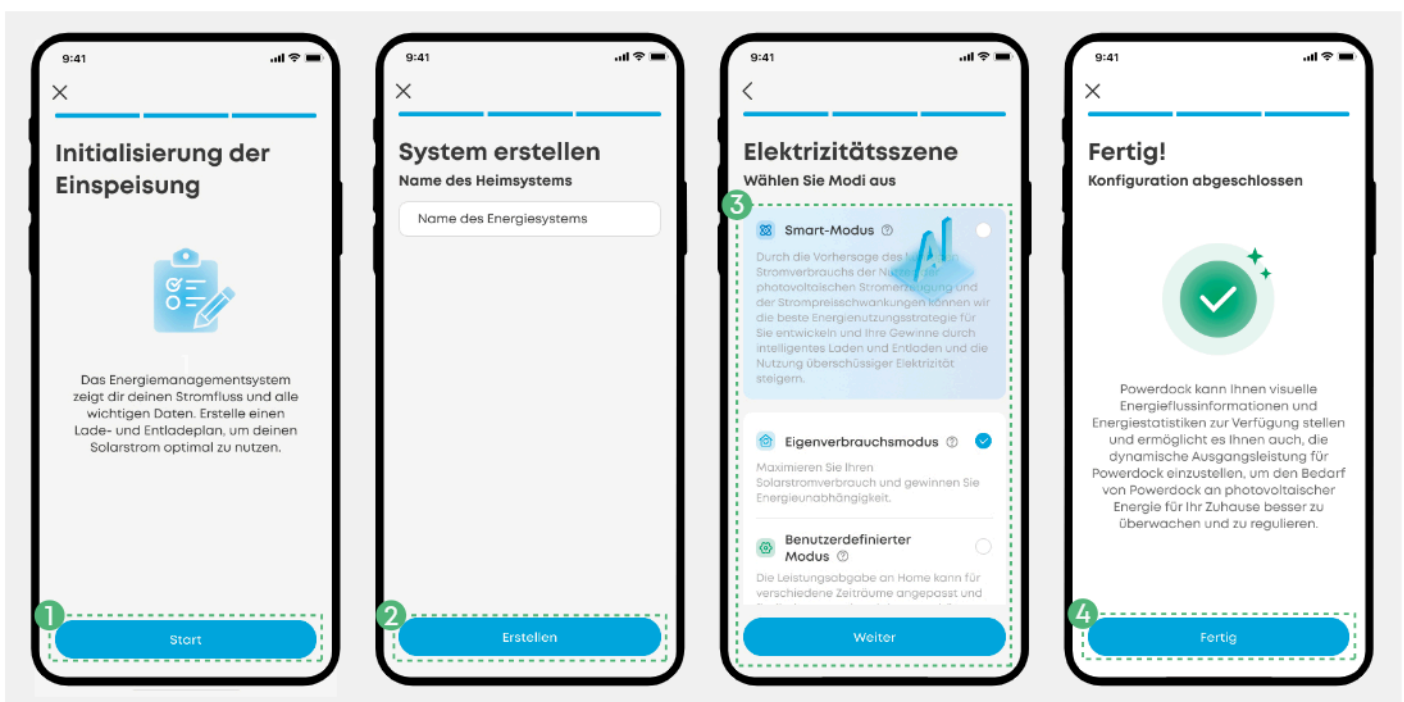 9:41
Initialisierung der
Einspeisung
Das Energiemanagementsystem
zeigt dir deinen Stromfluss und alle
wichtigen Daten. Erstelle einen
Lade- und Entladeplan, um deinen
Solarstrom optimal zu nutzen.
1
Start
9:41
System erstellen
Name des Heimsystems
Name des Energiesystems
2
Erstellen
9:41
Elektrizitätsszene
Wählen Sie Modi aus
3
Smart-Modus
AI
Durch die Vorhersage des
Stromverbrauchs der
photovoltaischen Stromerzeugung und
der Strompreisschwankungen können wir
die beste Energienutzungsstrategie für
Sie entwickeln und Ihre Gewinne durch
intelligentes Laden und Entladen und die
Nutzung überschüssiger Elektrizität
steigern.
Eigenverbrauchsmodus
Maximieren Sie Ihren
Solarstromverbrauch und gewinnen Sie
Energieunabhängigkeit.
Benutzerdefinierter
Modus
Die Leistungsabgabe an Home kann für
verschiedene Zeiträume angepasst und
Weiter
9:41
Fertig!
Konfiguration abgeschlossen
Powerdock kann Ihnen visuelle
Energieflussinformationen und
Energiestatistiken zur Verfügung stellen
und ermöglicht es Ihnen auch, die
dynamische Ausgangsleistung für
Powerdock einzustellen, um den Bedarf
von Powerdock an photovoltaischer
Energie für Ihr Zuhause besser zu
überwachen und zu regulieren.
4
Fertig